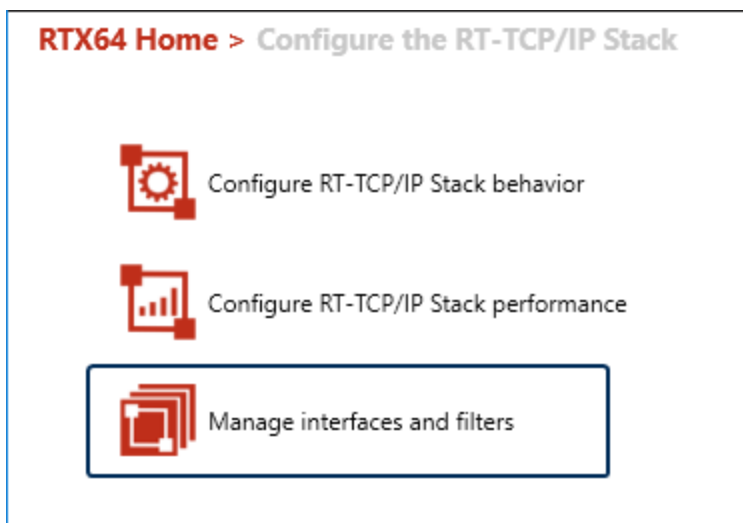 RTX64 Home > Configure the RT-TCP/IP Stack
Configure RT-TCP/IP Stack behavior
Configure RT-TCP/IP Stack performance
Manage interfaces and filters